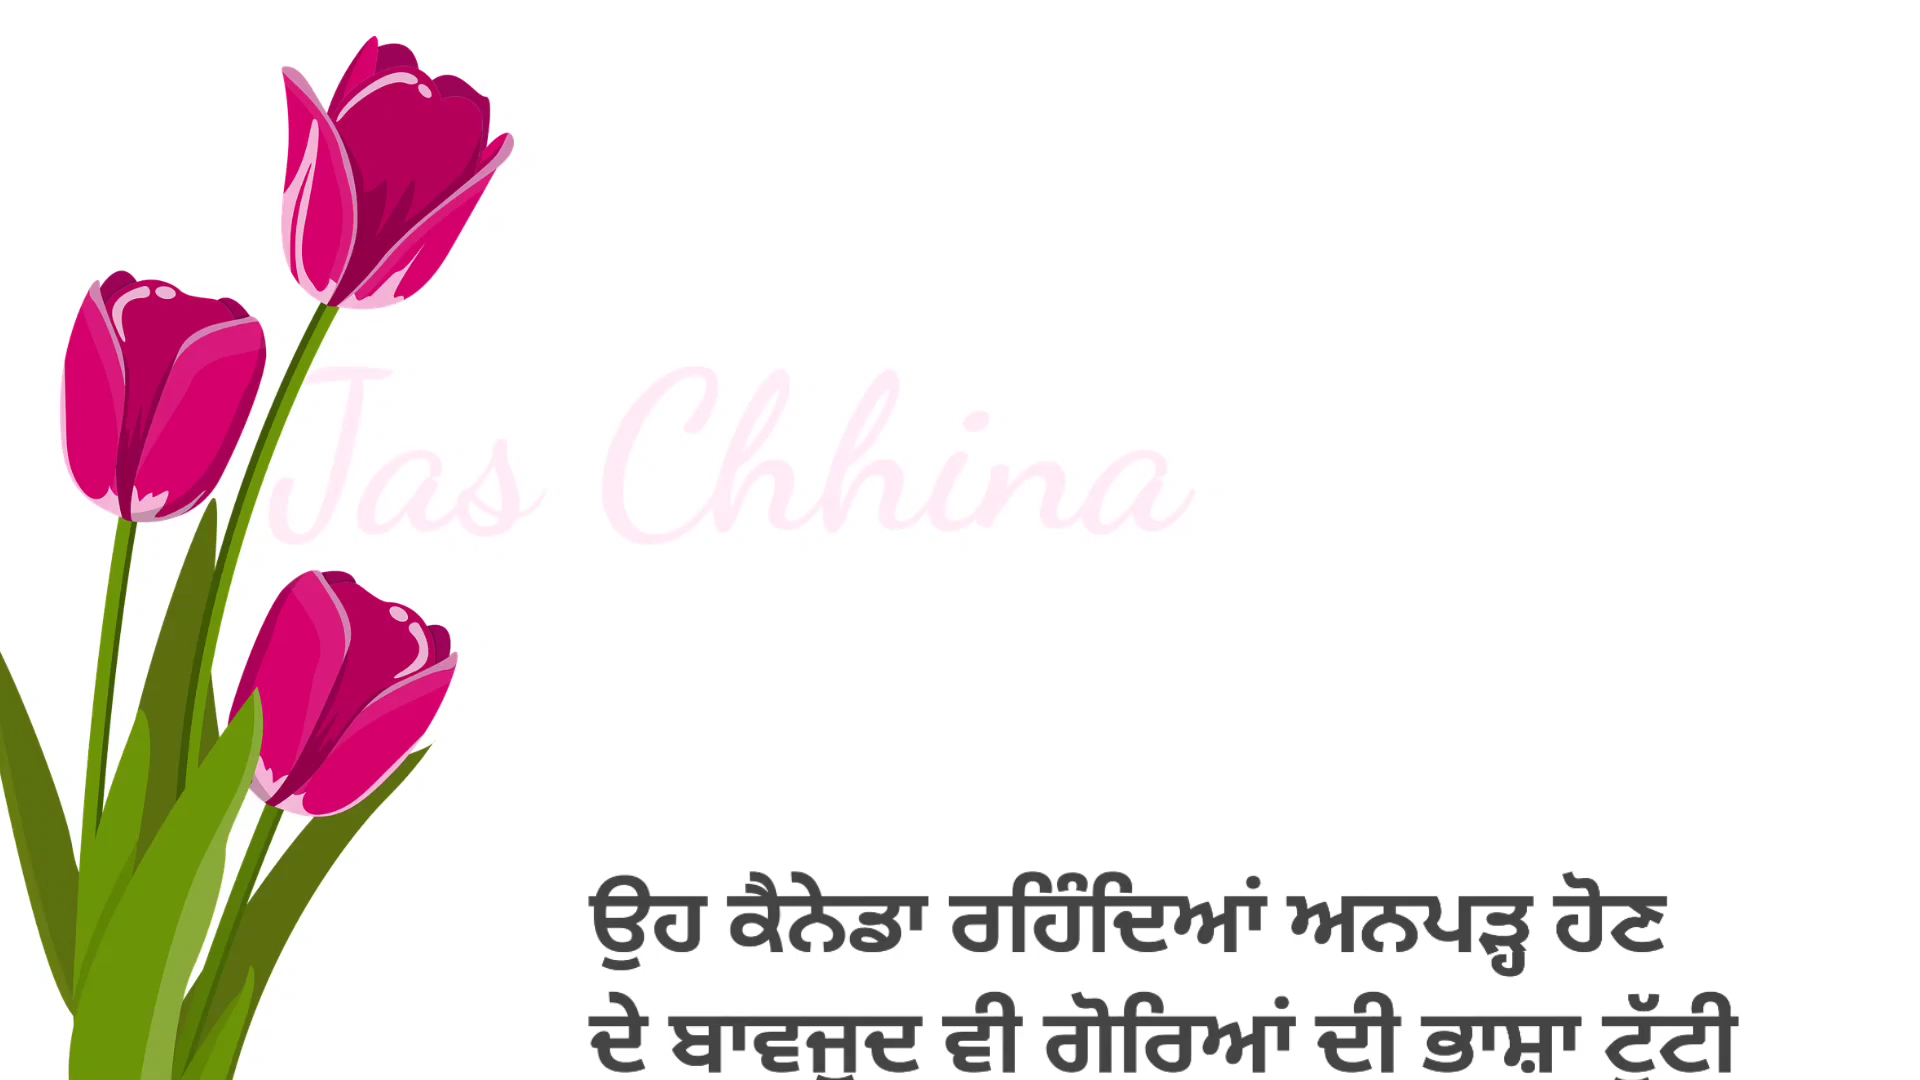 Jas Chhina
ਉਹ ਕੈਨੇਡਾ ਰਹਿੰਦਿਆਂ ਅਨਪੜ੍ਹ ਹੋਣ
ਦੇ ਬਾਵਜੂਦ ਵੀ ਗੋਰਿਆਂ ਦੀ ਭਾਸ਼ਾ ਟੁੱਟੀ